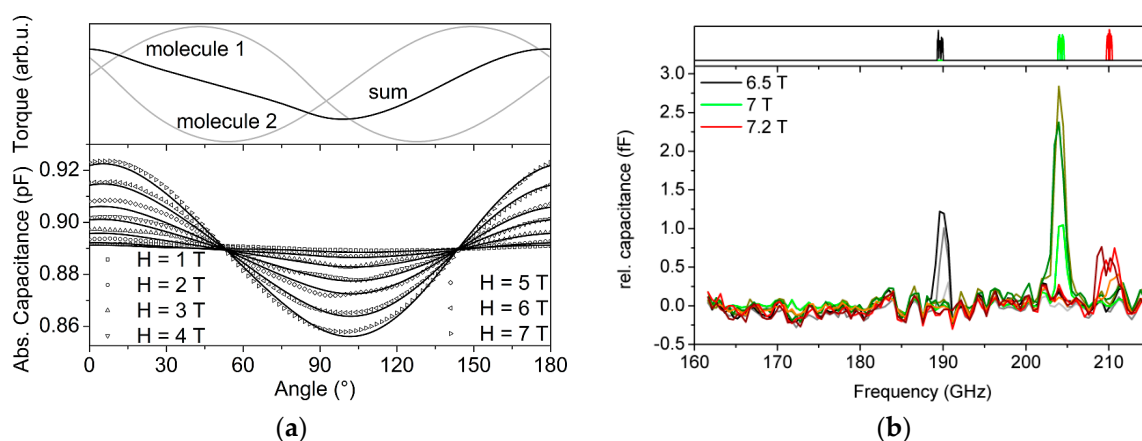 Torque (arb.u.)
molecule 1
molecule 2
sum
Abs. Capacitance (pF)
0.92
0.90
0.88
0.86
H = 1 T
H = 2 T
H = 3 T
H = 4 T
H = 5 T
H = 6 T
H = 7 T
0 30 60 90 120 150 180
Angle (°)
(a)
rel. capacitance (fF)
3.0
2.5
2.0
1.5
1.0
0.5
0.0
-0.5
6.5 T
7 T
7.2 T
160 170 180 190 200 210
Frequency (GHz)
(b)